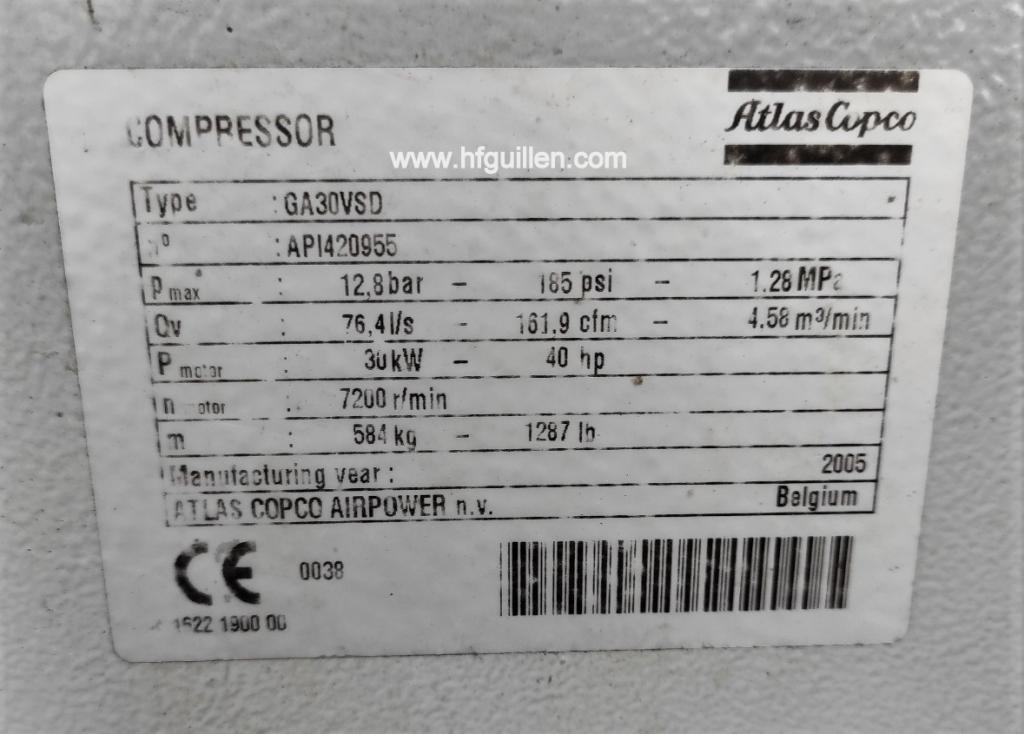 COMPRESSOR
Atlas Copco
www.hfguillen.com
Type : GA30VSD
n° : API420955
P max : 12,8 bar – 185 psi – 1.28 MPa
Qv : 76,4 l/s - 161.9 cfm – 4.58 m³/min
P motor : 30 kW – 40 hp
n motor : 7200 r/min
m : 584 kg – 1287 lb
Manufacturing year : 2005
ATLAS COPCO AIRPOWER n.v. Belgium
CE 0038
1622 1900 00